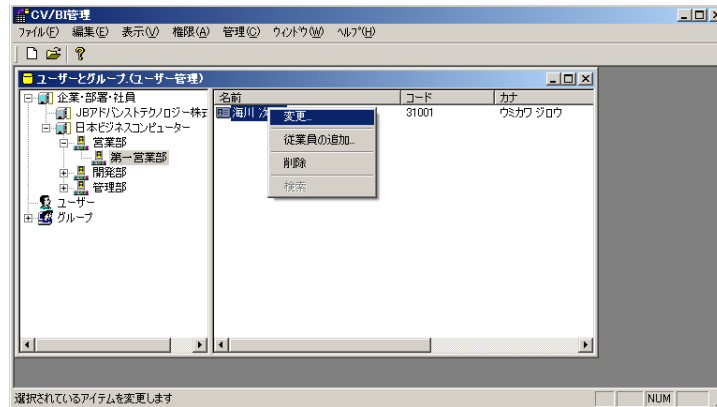 CV/BI管理
ファイル(F) 編集(E) 表示(V) 権限(A) 管理(C) ウィンドウ(W) ヘルプ(H)
ユーザーとグループ.(ユーザー管理)
企業・部署・社員
JBアドバンストテクノロジー株式
日本ビジネスコンピューター
営業部
第一営業部
開発部
管理部
ユーザー
グループ
名前 コード カナ
海川 31001 ウミカワ ジロウ
変更...
従業員の追加...
削除
検索
選択されているアイテムを変更します
NUM